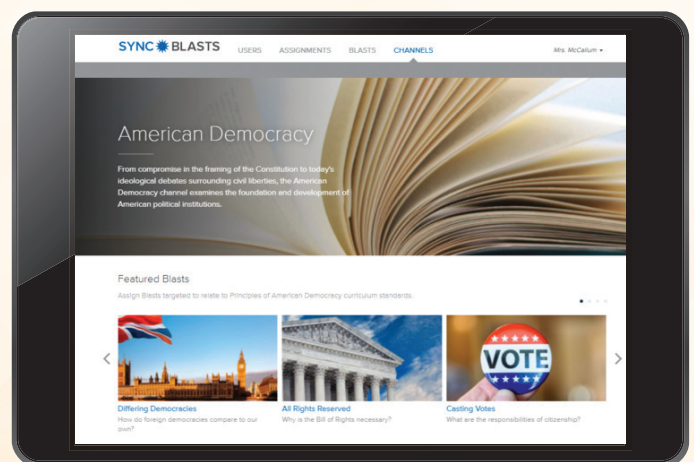 SYNC BLASTS USERS ASSIGNMENTS BLASTS CHANNELS Mrs. McCallum
American Democracy
From compromise in the framing of the Constitution to today's
ideological debates surrounding civil liberties, the American
Democracy channel examines the foundation and development of
American political institutions.
Featured Blasts
Assign Blasts targeted to relate to Principles of American Democracy curriculum standards.
VOTE
Differing Democracies
How do foreign democracies compare to our
own?
All Rights Reserved
Why is the Bill of Rights necessary?
Casting Votes
What are the responsibilities of citizenship?